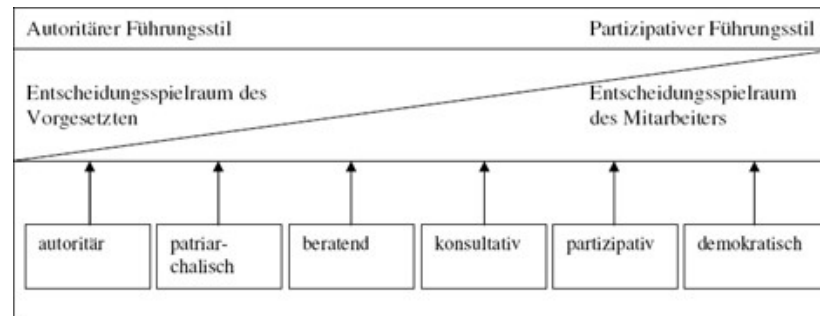 Autoritärer Führungsstil
Partizipativer Führungsstil
Entscheidungsspielraum des
Vorgesetzten
Entscheidungsspielraum
des Mitarbeiters
autoritär
patriar-
chalisch
beratend
konsultativ
partizipativ
demokratisch